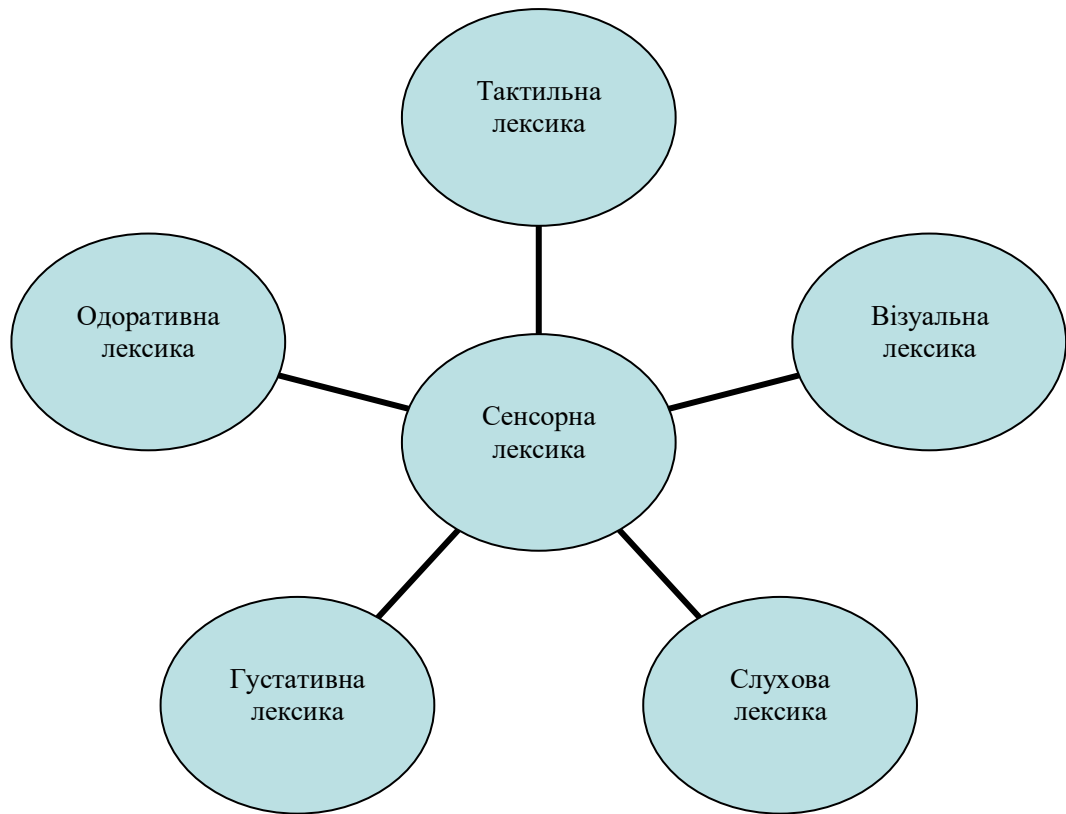 Тактильна
лексика
Одоративна
лексика
Візуальна
лексика
Сенсорна
лексика
Густативна
лексика
Слухова
лексика